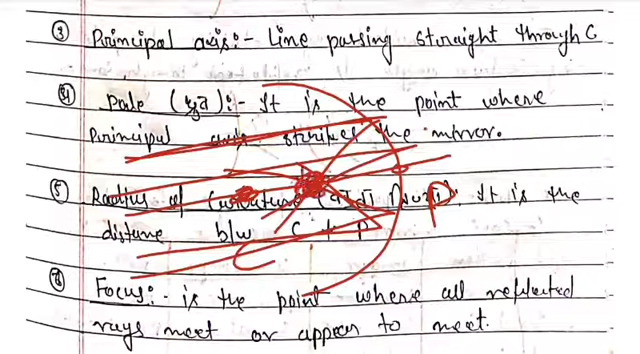 ③ Principal axis:- Line passing straight through C
④ Pole (ध्रुव):- It is the point where
Principal axis strikes the mirror.
⑤ Radius of Curvature It is the
distance b/w C & P
⑥ Focus:- is the point where all reflected
rays meet or appear to meet.